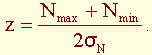 z = (N_max + N_min) / 2σ_N.